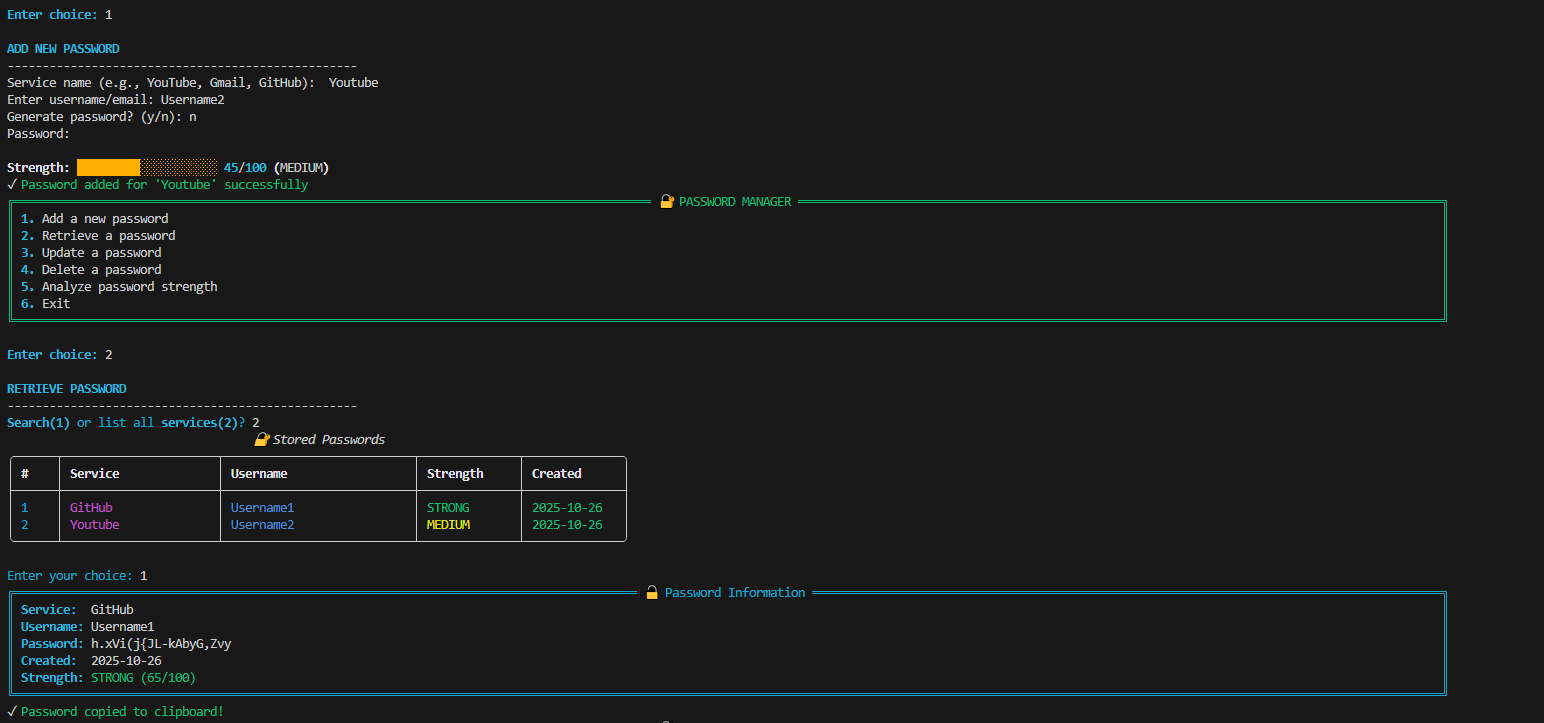 Enter choice: 1
ADD NEW PASSWORD
--------------------------------------------------
Service name (e.g., YouTube, Gmail, GitHub):  Youtube
Enter username/email: Username2
Generate password? (y/n): n
Password:
Strength: 45/100 (MEDIUM)
✓ Password added for 'Youtube' successfully
🔐 PASSWORD MANAGER
1. Add a new password
2. Retrieve a password
3. Update a password
4. Delete a password
5. Analyze password strength
6. Exit
Enter choice: 2
RETRIEVE PASSWORD
--------------------------------------------------
Search(1) or list all services(2)? 2
🔐 Stored Passwords
# Service Username Strength Created
1 GitHub Username1 STRONG 2025-10-26
2 Youtube Username2 MEDIUM 2025-10-26
Enter your choice: 1
🔒 Password Information
Service:  GitHub
Username: Username1
Password: h.xVi(j{JL-kAbyG,Zvy
Created:  2025-10-26
Strength: STRONG (65/100)
✓ Password copied to clipboard!